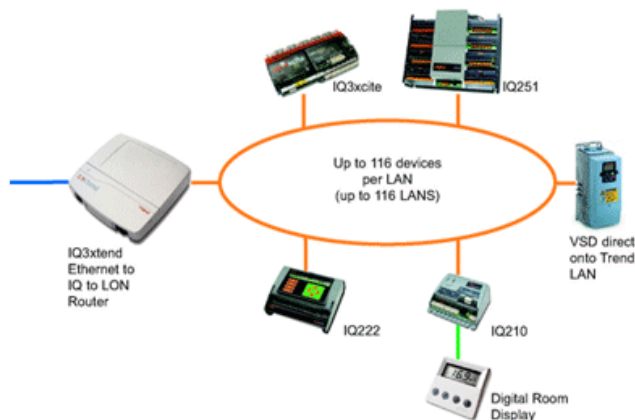 IQ3xcite
IQ251
Up to 116 devices
per LAN
(up to 116 LANS)
IQ3xtend
Ethernet to
IQ to LON
Router
VSD direct
onto Trend
LAN
IQ222
IQ210
Digital Room
Display